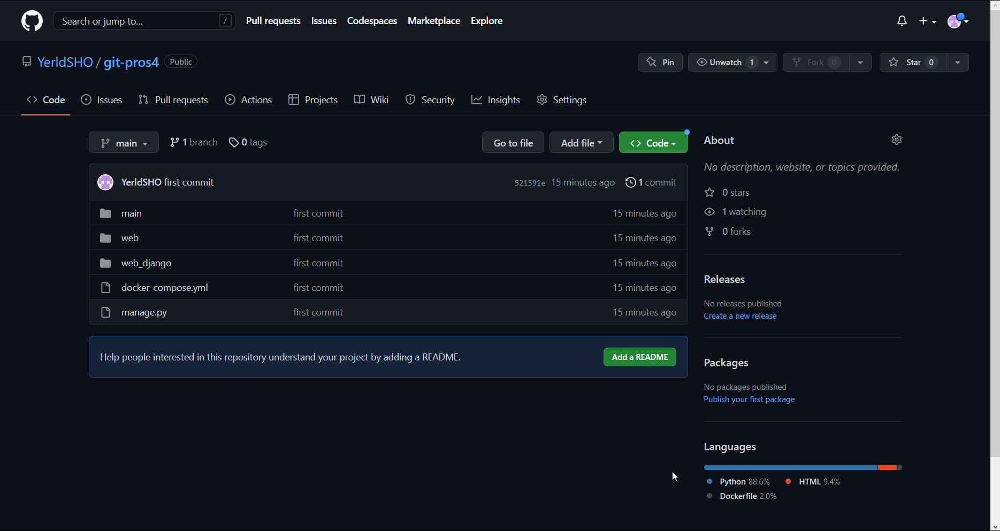 Search or jump to... / Pull requests Issues Codespaces Marketplace Explore
YerldSHO / git-pros4 Public Pin Unwatch 1 Fork 0 Star 0
Code Issues Pull requests Actions Projects Wiki Security Insights Settings
main 1 branch 0 tags Go to file Add file Code
YerldSHO first commit 521591e 15 minutes ago 1 commit
main first commit 15 minutes ago
web first commit 15 minutes ago
web_django first commit 15 minutes ago
docker-compose.yml first commit 15 minutes ago
manage.py first commit 15 minutes ago
Help people interested in this repository understand your project by adding a README. Add a README
About
No description, website, or topics provided.
0 stars
1 watching
0 forks
Releases
No releases published
Create a new release
Packages
No packages published
Publish your first package
Languages
Python 88.6% HTML 9.4%
Dockerfile 2.0%